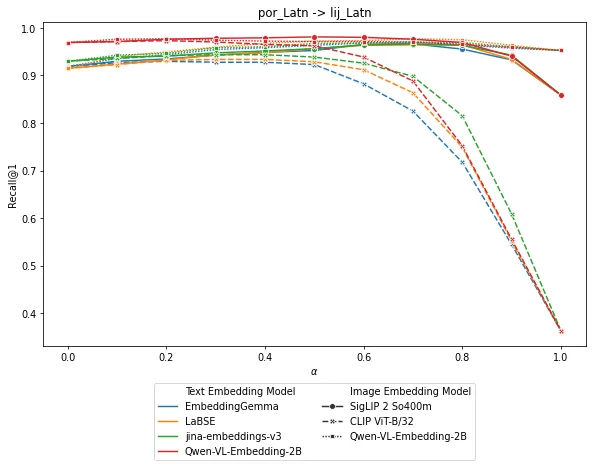 por_Latn -> lij_Latn
Recall@1
1.0
0.9
0.8
0.7
0.6
0.5
0.4
0.0
0.2
0.4
0.6
0.8
1.0
α
Text Embedding Model
EmbeddingGemma
LaBSE
jina-embeddings-v3
Qwen-VL-Embedding-2B
Image Embedding Model
SigLIP 2 So400m
CLIP ViT-B/32
Qwen-VL-Embedding-2B